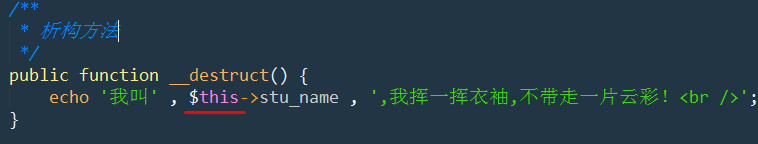 /**
* 析构方法
*/
public function __destruct() {
echo '我叫' , $this->stu_name , ',我挥一挥衣袖,不带走一片云彩! <br />';
}